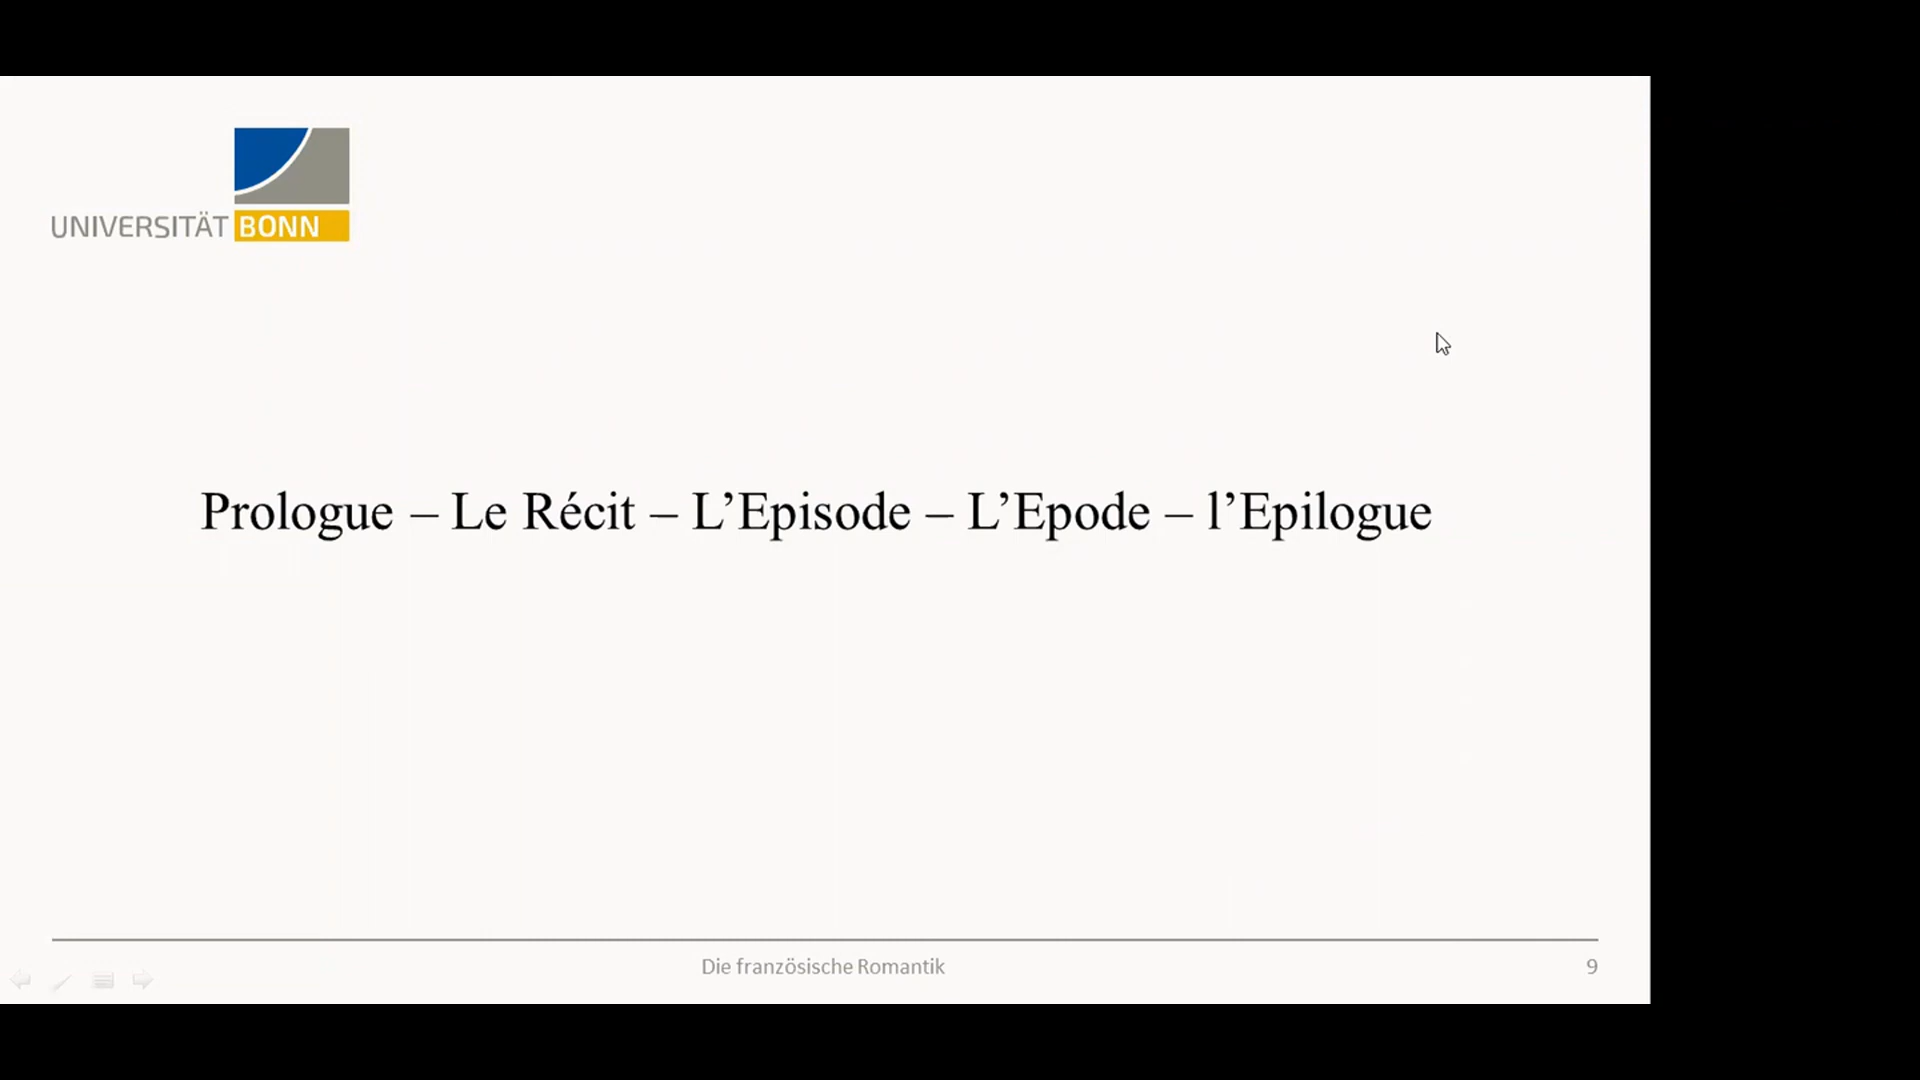 UNIVERSITÄT BONN
Prologue – Le Récit – L’Episode – L’Epode – l’Epilogue
Die französische Romantik
9